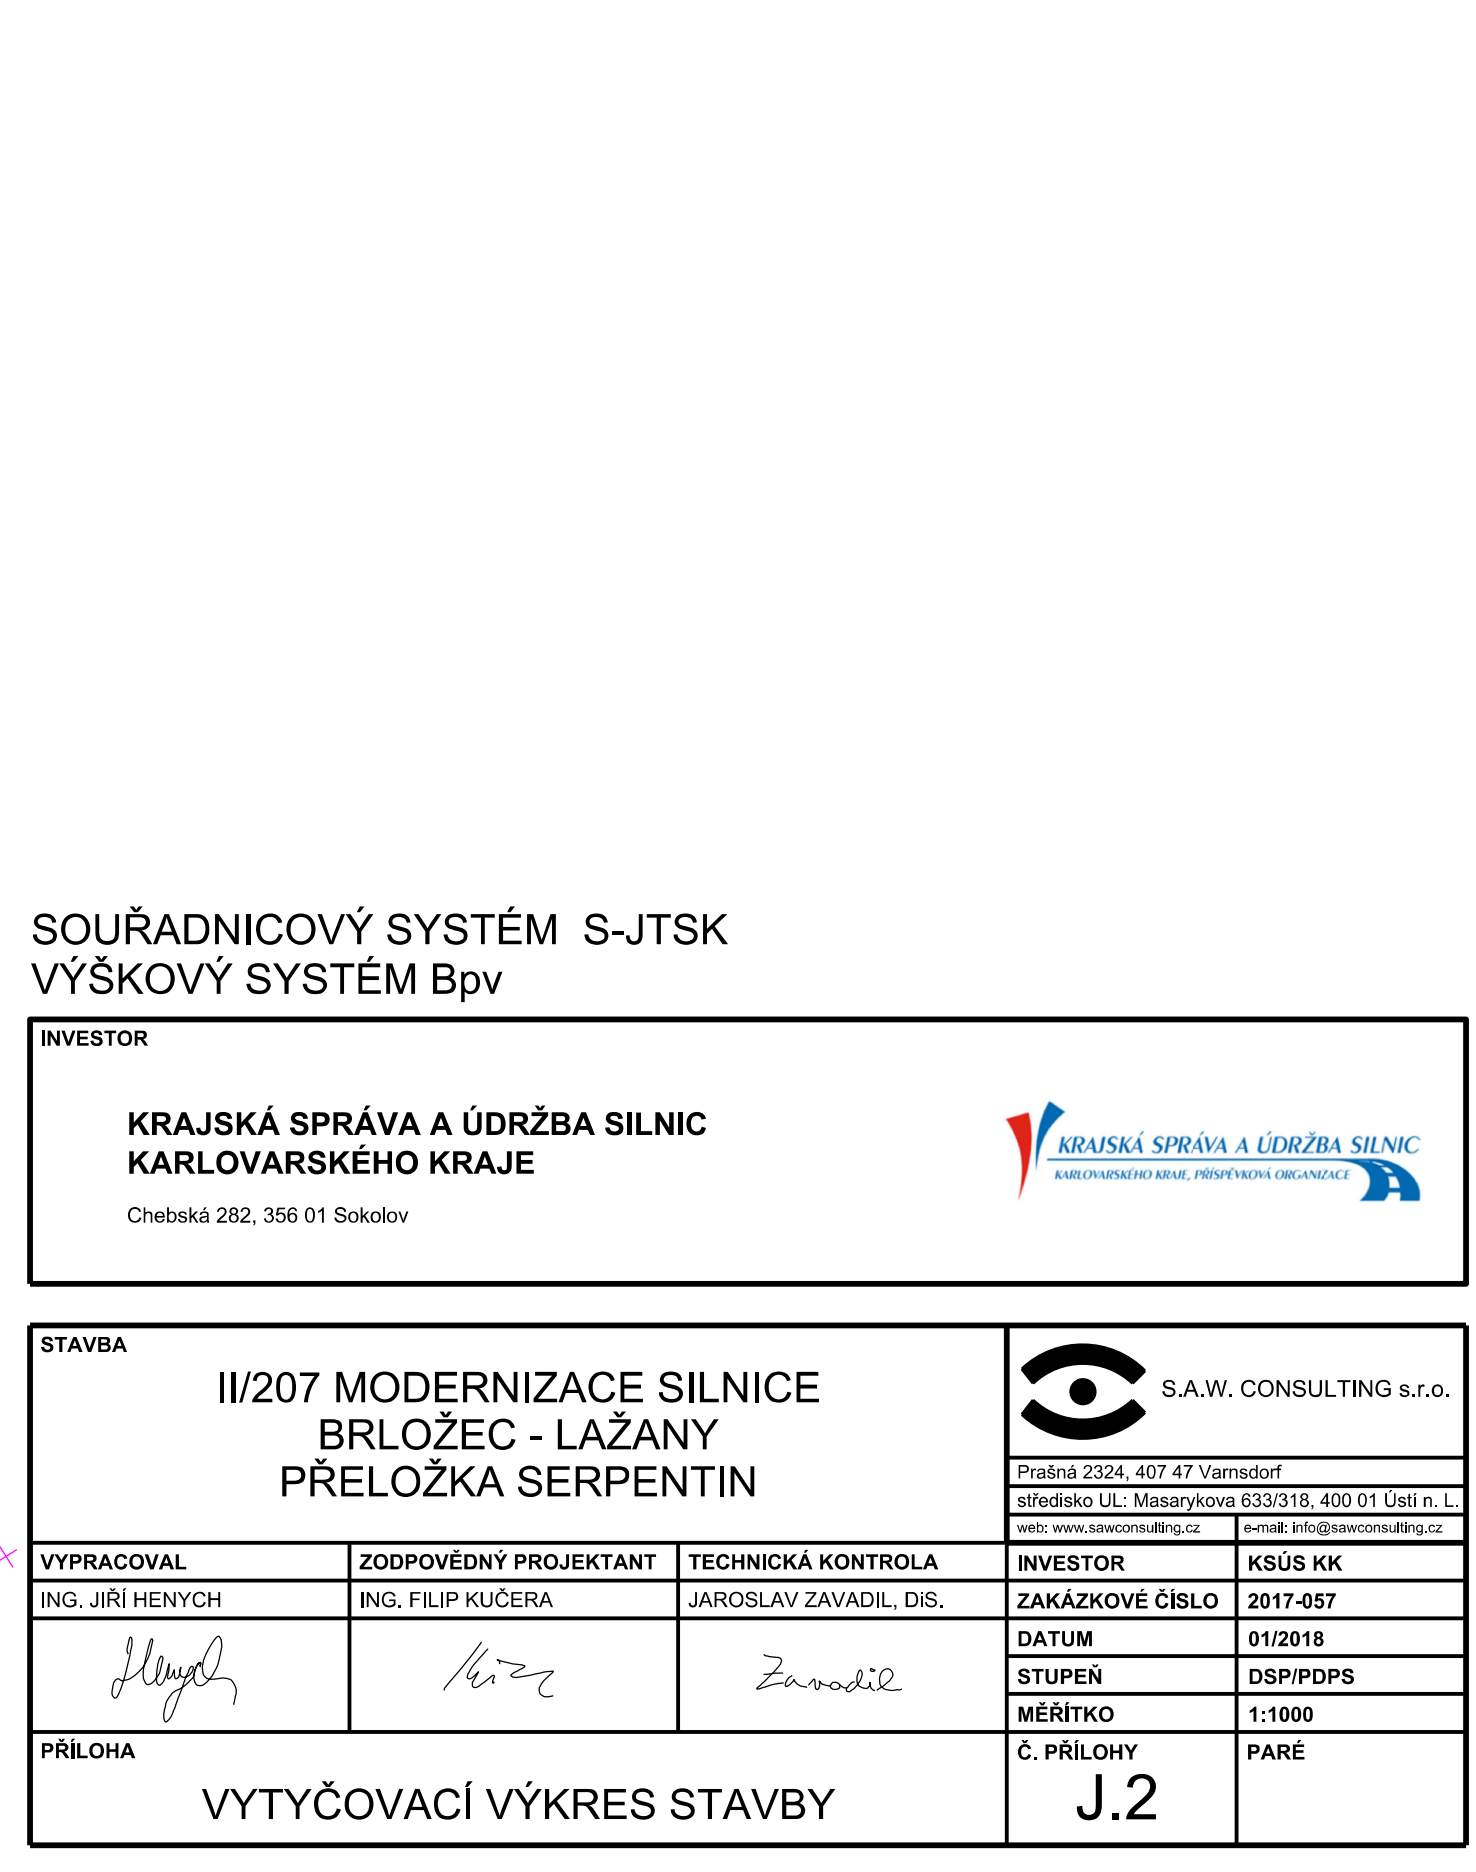 SOUŘADNICOVÝ SYSTÉM  S-JTSK
VÝŠKOVÝ SYSTÉM Bpv
INVESTOR
KRAJSKÁ SPRÁVA A ÚDRŽBA SILNIC
KARLOVARSKÉHO KRAJE
Chebská 282, 356 01 Sokolov
KRAJSKÁ SPRÁVA A ÚDRŽBA SILNIC
KARLOVARSKÉHO KRAJE, PŘÍSPĚVKOVÁ ORGANIZACE
STAVBA
II/207 MODERNIZACE SILNICE
BRLOŽEC - LAŽANY
PŘELOŽKA SERPENTIN
S.A.W. CONSULTING s.r.o.
Prašná 2324, 407 47 Varnsdorf
středisko UL: Masarykova 633/318, 400 01 Ústí n. L.
web: www.sawconsulting.cz e-mail: info@sawconsulting.cz
VYPRACOVAL ZODPOVĚDNÝ PROJEKTANT TECHNICKÁ KONTROLA
ING. JIŘÍ HENYCH ING. FILIP KUČERA JAROSLAV ZAVADIL, DiS.
Henych Zavadil
INVESTOR KSÚS KK
ZAKÁZKOVÉ ČÍSLO 2017-057
DATUM 01/2018
STUPEŇ DSP/PDPS
MĚŘÍTKO 1:1000
PŘÍLOHA
VYTYČOVACÍ VÝKRES STAVBY
Č. PŘÍLOHY PARÉ
J.2